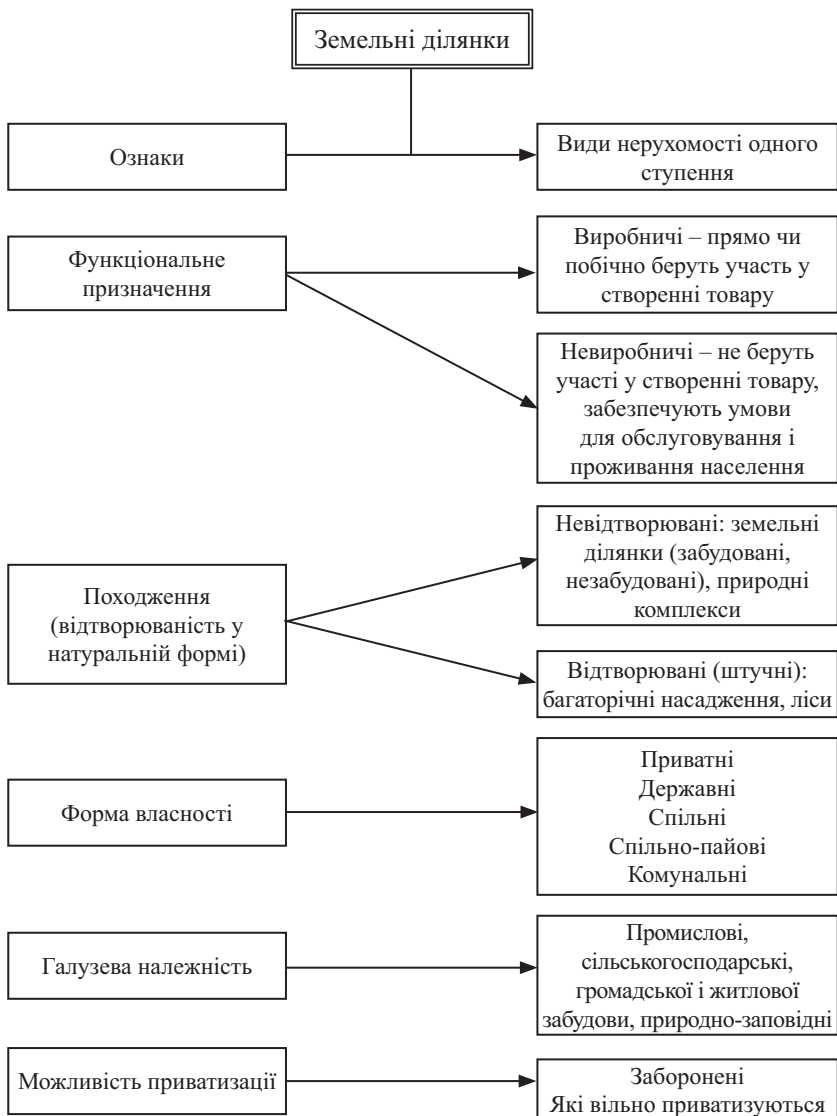 Земельні ділянки
Ознаки
Види нерухомості одного
ступення
Функціональне
призначення
Виробничі – прямо чи
побічно беруть участь у
створенні товару
Невиробничі – не беруть
участі у створенні товару,
забезпечують умови
для обслуговування і
проживання населення
Походження
(відтворюваність у
натуральній формі)
Невідтворювані: земельні
ділянки (забудовані,
незабудовані), природні
комплекси
Відтворювані (штучні):
багаторічні насадження, ліси
Форма власності
Приватні
Державні
Спільні
Спільно-пайові
Комунальні
Галузева належність
Промислові,
сільськогосподарські,
громадської і житлової
забудови, природно-заповідні
Можливість приватизації
Заборонені
Які вільно приватизуються